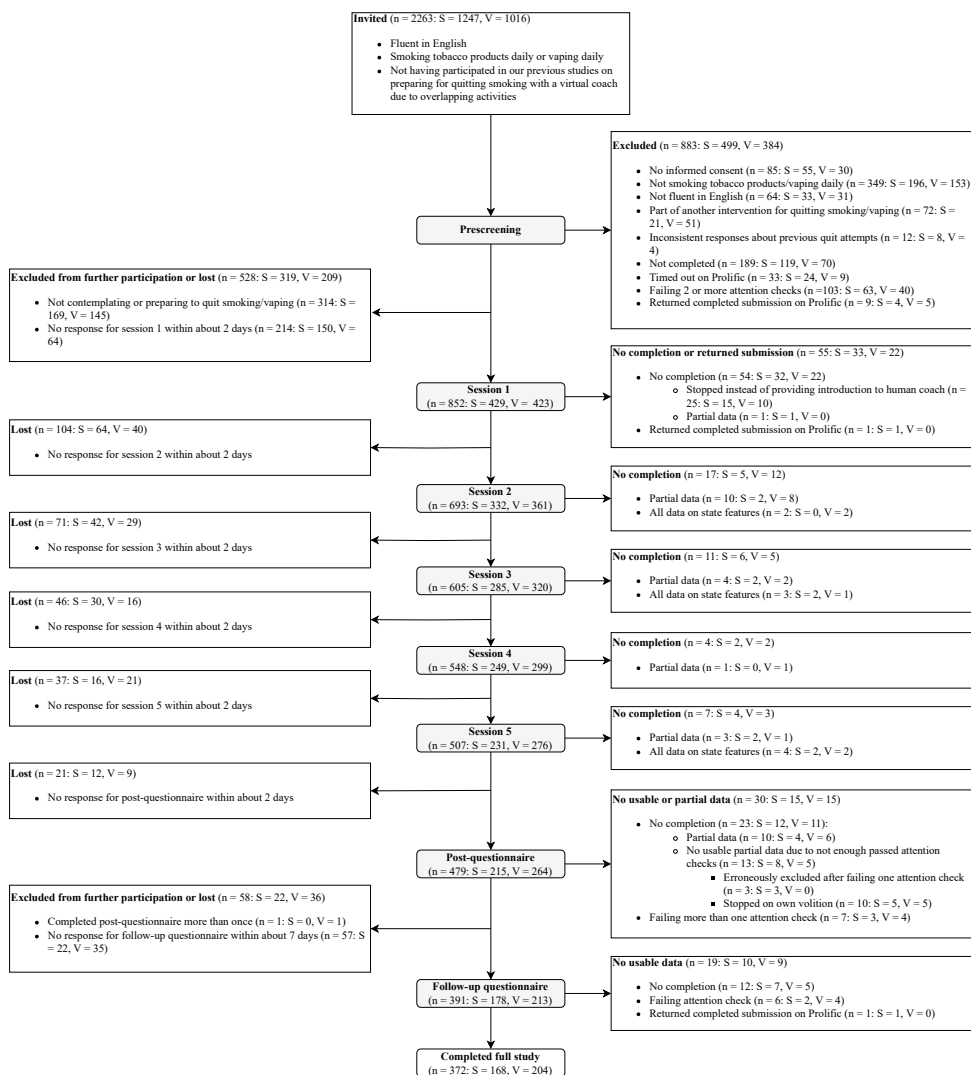 Invited (n = 2263: S = 1247, V = 1016)
• Fluent in English
• Smoking tobacco products daily or vaping daily
• Not having participated in our previous studies on
preparing for quitting smoking with a virtual coach
due to overlapping activities
Excluded (n = 883: S = 499, V = 384)
• No informed consent (n = 85: S = 55, V = 30)
• Not smoking tobacco products/vaping daily (n = 349: S = 196, V = 153)
• Not fluent in English (n = 64: S = 33, V = 31)
• Part of another intervention for quitting smoking/vaping (n = 72: S =
21, V = 51)
• Inconsistent responses about previous quit attempts (n = 12: S = 8, V =
4)
• Not completed (n = 189: S = 119, V = 70)
• Timed out on Prolific (n = 33: S = 24, V = 9)
• Failing 2 or more attention checks (n =103: S = 63, V = 40)
• Returned completed submission on Prolific (n = 9: S = 4, V = 5)
Prescreening
Excluded from further participation or lost (n = 528: S = 319, V = 209)
• Not contemplating or preparing to quit smoking/vaping (n = 314: S =
169, V = 145)
• No response for session 1 within about 2 days (n = 214: S = 150, V =
64)
No completion or returned submission (n = 55: S = 33, V = 22)
• No completion (n = 54: S = 32, V = 22)
○ Stopped instead of providing introduction to human coach (n =
25: S = 15, V = 10)
○ Partial data (n = 1: S = 1, V = 0)
• Returned completed submission on Prolific (n = 1: S = 1, V = 0)
Session 1
(n = 852: S = 429, V = 423)
Lost (n = 104: S = 64, V = 40)
• No response for session 2 within about 2 days
Session 2
(n = 693: S = 332, V = 361)
No completion (n = 17: S = 5, V = 12)
• Partial data (n = 10: S = 2, V = 8)
• All data on state features (n = 2: S = 0, V = 2)
Lost (n = 71: S = 42, V = 29)
• No response for session 3 within about 2 days
Session 3
(n = 605: S = 285, V = 320)
No completion (n = 11: S = 6, V = 5)
• Partial data (n = 4: S = 2, V = 2)
• All data on state features (n = 3: S = 2, V = 1)
Lost (n = 46: S = 30, V = 16)
• No response for session 4 within about 2 days
Session 4
(n = 548: S = 249, V = 299)
No completion (n = 4: S = 2, V = 2)
• Partial data (n = 1: S = 0, V = 1)
Lost (n = 37: S = 16, V = 21)
• No response for session 5 within about 2 days
Session 5
(n = 507: S = 231, V = 276)
No completion (n = 7: S = 4, V = 3)
• Partial data (n = 3: S = 2, V = 1)
• All data on state features (n = 4: S = 2, V = 2)
Lost (n = 21: S = 12, V = 9)
• No response for post-questionnaire within about 2 days
Post-questionnaire
(n = 479: S = 215, V = 264)
No usable or partial data (n = 30: S = 15, V = 15)
• No completion (n = 23: S = 12, V = 11):
○ Partial data (n = 10: S = 4, V = 6)
○ No usable partial data due to not enough passed attention
checks (n = 13: S = 8, V = 5)
▪ Erroneously excluded after failing one attention check
(n = 3: S = 3, V = 0)
▪ Stopped on own volition (n = 10: S = 5, V = 5)
• Failing more than one attention check (n = 7: S = 3, V = 4)
Excluded from further participation or lost (n = 58: S = 22, V = 36)
• Completed post-questionnaire more than once (n = 1: S = 0, V = 1)
• No response for follow-up questionnaire within about 7 days (n = 57: S
= 22, V = 35)
Follow-up questionnaire
(n = 391: S = 178, V = 213)
No usable data (n = 19: S = 10, V = 9)
• No completion (n = 12: S = 7, V = 5)
• Failing attention check (n = 6: S = 2, V = 4)
• Returned completed submission on Prolific (n = 1: S = 1, V = 0)
Completed full study
(n = 372: S = 168, V = 204)